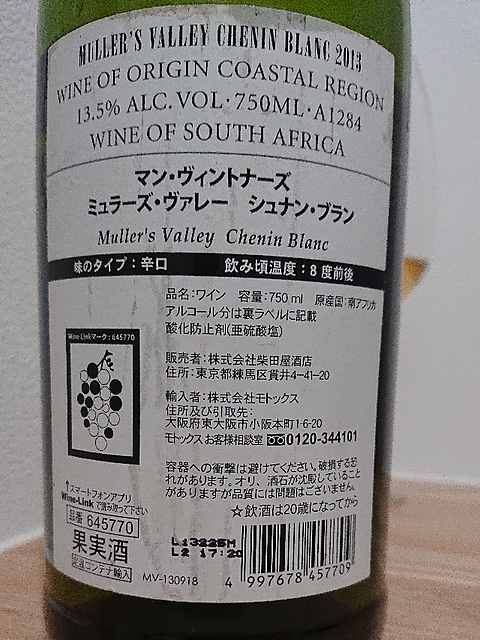 MULLER'S VALLEY CHENIN BLANC 2013
WINE OF ORIGIN COASTAL REGION
13.5% ALC.VOL・750ML・A1284
WINE OF SOUTH AFRICA
マン・ヴィントナーズ
ミュラーズ・ヴァレー シュナン・ブラン
Muller's Valley Chenin Blanc
味のタイプ：辛口 飲み頃温度：8度前後
品名：ワイン 容量：750ml 原産国：南アフリカ
アルコール分は裏ラベルに記載
酸化防止剤(亜硫酸塩)
Wine-Linkマーク：645770
販売者：株式会社柴田屋酒店
住所：東京都練馬区貫井4-41-20
輸入者：株式会社モトックス
住所及び引取先：
大阪府東大阪市小阪本町1-6-20
モトックスお客様相談室 0120-344101
容器への衝撃は避けてください。破損する恐
れがあります。オリ、酒石が沈殿していること
がありますが品質には問題はございません。
☆飲酒は20歳になってから
↑スマートフォンアプリ
Wine-Linkで読み取って下さい
品番 645770
果実酒
定温コンテナ輸入
MV-130918
L13225M
L2 17:20
4 997678 457709